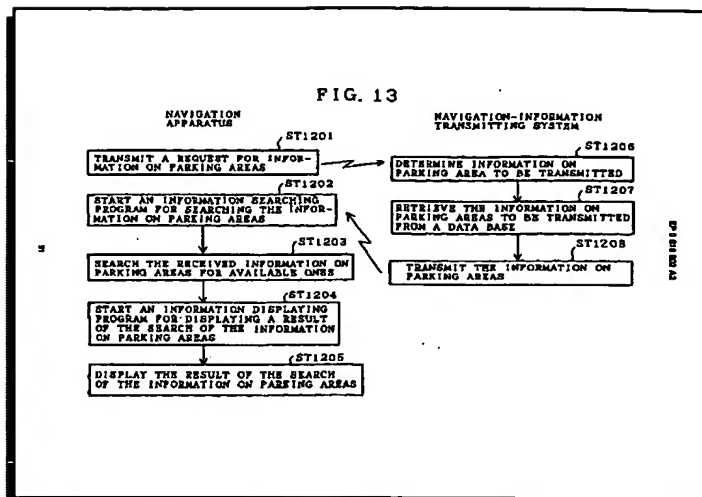 FIG. 13
NAVIGATION
APPARATUS
ST1201
TRANSMIT A REQUEST FOR INFOR-
MATION ON PARKING AREAS
ST1202
START AN INFORMATION SEARCHING
PROGRAM FOR SEARCHING THE INFOR-
MATION ON PARKING AREAS
ST1203
SEARCH THE RECEIVED INFORMATION ON
PARKING AREAS FOR AVAILABLE ONES
ST1204
START AN INFORMATION DISPLAYING
PROGRAM FOR DISPLAYING A RESULT
OF THE SEARCH OF THE INFORMATION
ON PARKING AREAS
ST1205
DISPLAY THE RESULT OF THE SEARCH
OF THE INFORMATION ON PARKING AREAS
NAVIGATION-INFORMATION
TRANSMITTING SYSTEM
ST1206
DETERMINE INFORMATION ON
PARKING AREA TO BE TRANSMITTED
ST1207
RETRIEVE THE INFORMATION ON
PARKING AREAS TO BE TRANSMITTED
FROM A DATA BASE
ST1208
TRANSMIT THE INFORMATION ON
PARKING AREAS